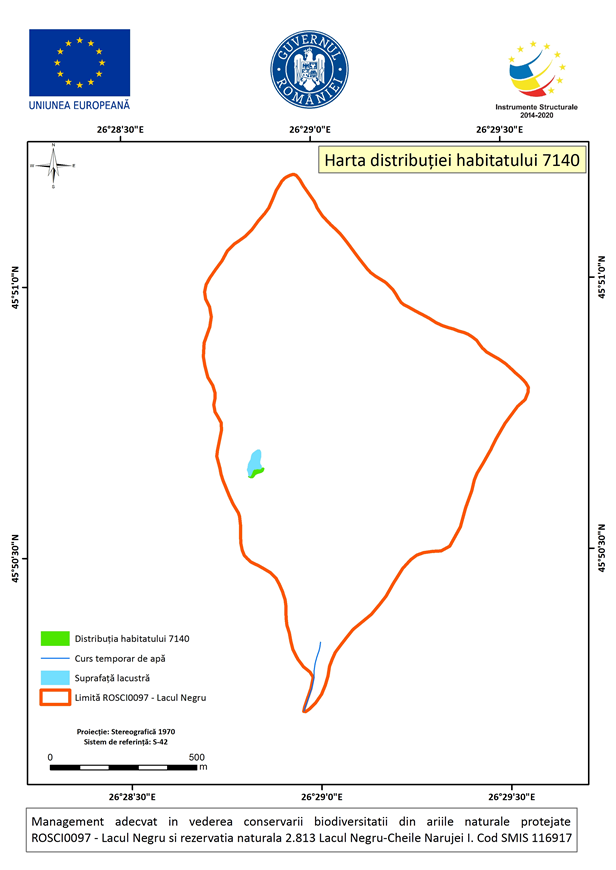 GUVERNUL
ROMÂNIEI
UNIUNEA EUROPEANĂ
Instrumente Structurale
2014-2020
26°28'30"E
26°29'0"E
26°29'30"E
N
Harta distribuției habitatului 7140
E
S
45°51'0"N
45°51'0"N
45°50'30"N
45°50'30"N
Distribuția habitatului 7140
Curs temporar de apă
Suprafață lacustră
Limită ROSCI0097 - Lacul Negru
Proiecție: Stereografică 1970
Sistem de referință: S-42
0 500
m
26°28'30"E
26°29'0"E
26°29'30"E
Management adecvat in vederea conservarii biodiversitatii din ariile naturale protejate
ROSCI0097 - Lacul Negru si rezervatia naturala 2.813 Lacul Negru-Cheile Narujei I. Cod SMIS 116917